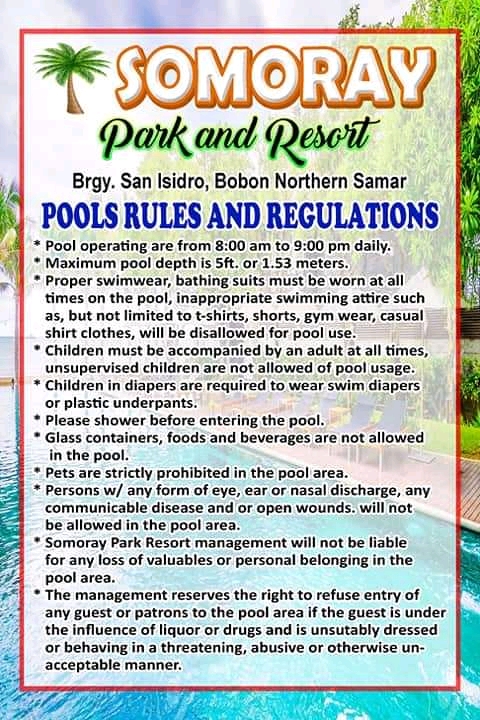 SOMORAY
Park and Resort
Brgy. San Isidro, Bobon Northern Samar
POOLS RULES AND REGULATIONS
* Pool operating are from 8:00 am to 9:00 pm daily.
* Maximum pool depth is 5ft. or 1.53 meters.
* Proper swimwear, bathing suits must be worn at all
times on the pool, inappropriate swimming attire such
as, but not limited to t-shirts, shorts, gym wear, casual
shirt clothes, will be disallowed for pool use.
* Children must be accompanied by an adult at all times,
unsupervised children are not allowed of pool usage.
* Children in diapers are required to wear swim diapers
or plastic underpants.
* Please shower before entering the pool.
* Glass containers, foods and beverages are not allowed
in the pool.
* Pets are strictly prohibited in the pool area.
* Persons w/ any form of eye, ear or nasal discharge, any
communicable disease and or open wounds. will not
be allowed in the pool area.
* Somoray Park Resort management will not be liable
for any loss of valuables or personal belonging in the
pool area.
* The management reserves the right to refuse entry of
any guest or patrons to the pool area if the guest is under
the influence of liquor or drugs and is unsutably dressed
or behaving in a threatening, abusive or otherwise un-
acceptable manner.